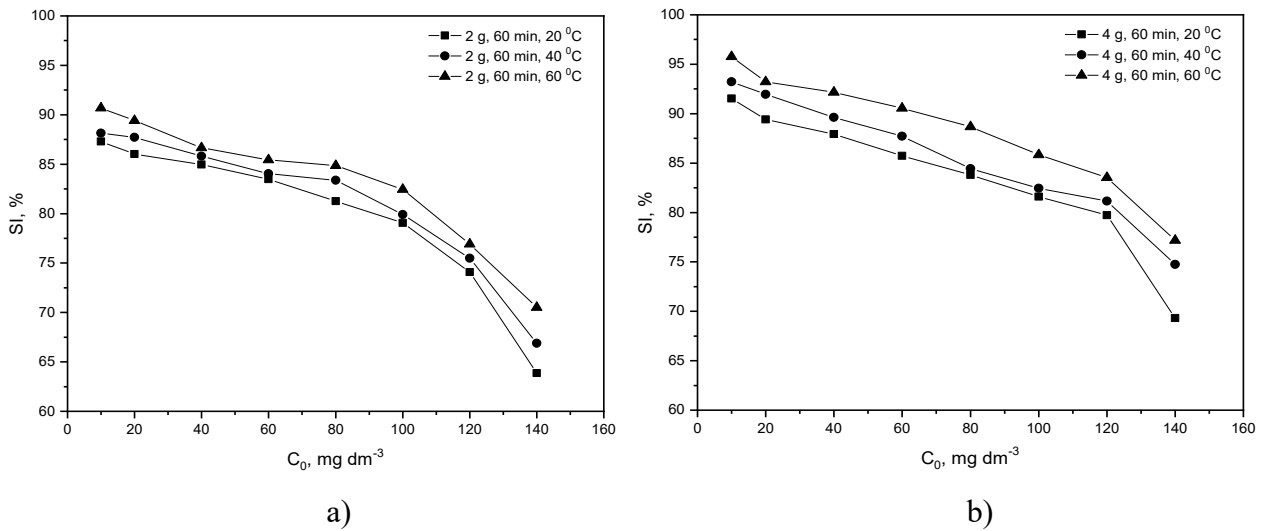 100
95
90
85
80
75
70
65
60
SI, %
2 g, 60 min, 20 ⁰C
2 g, 60 min, 40 ⁰C
2 g, 60 min, 60 ⁰C
0 20 40 60 80 100 120 140 160
C₀, mg dm⁻³
a)
100
95
90
85
80
75
70
65
60
SI, %
4 g, 60 min, 20 ⁰C
4 g, 60 min, 40 ⁰C
4 g, 60 min, 60 ⁰C
0 20 40 60 80 100 120 140 160
C₀, mg dm⁻³
b)